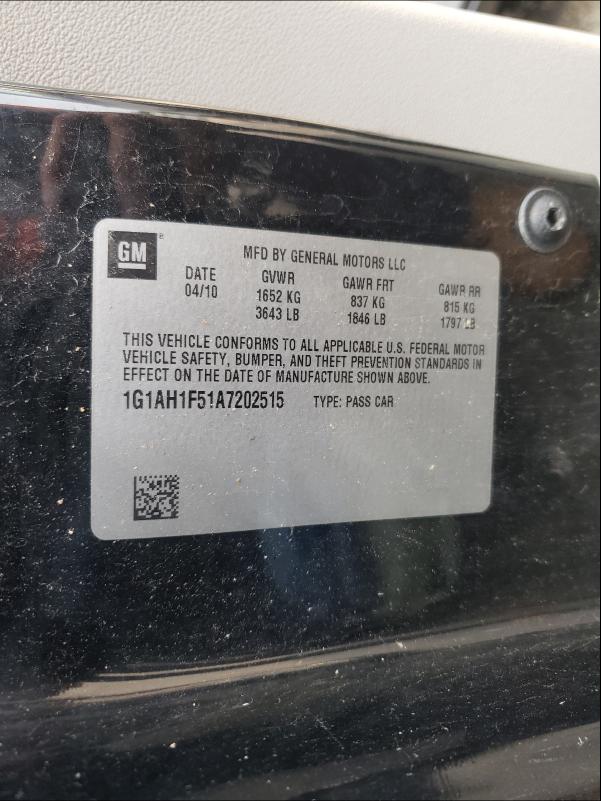 GM®
MFD BY GENERAL MOTORS LLC
DATE GVWR GAWR FRT GAWR RR
04/10 1652 KG 837 KG 815 KG
3643 LB 1846 LB 1797 LB
THIS VEHICLE CONFORMS TO ALL APPLICABLE U.S. FEDERAL MOTOR
VEHICLE SAFETY, BUMPER, AND THEFT PREVENTION STANDARDS IN
EFFECT ON THE DATE OF MANUFACTURE SHOWN ABOVE.
1G1AH1F51A7202515 TYPE: PASS CAR